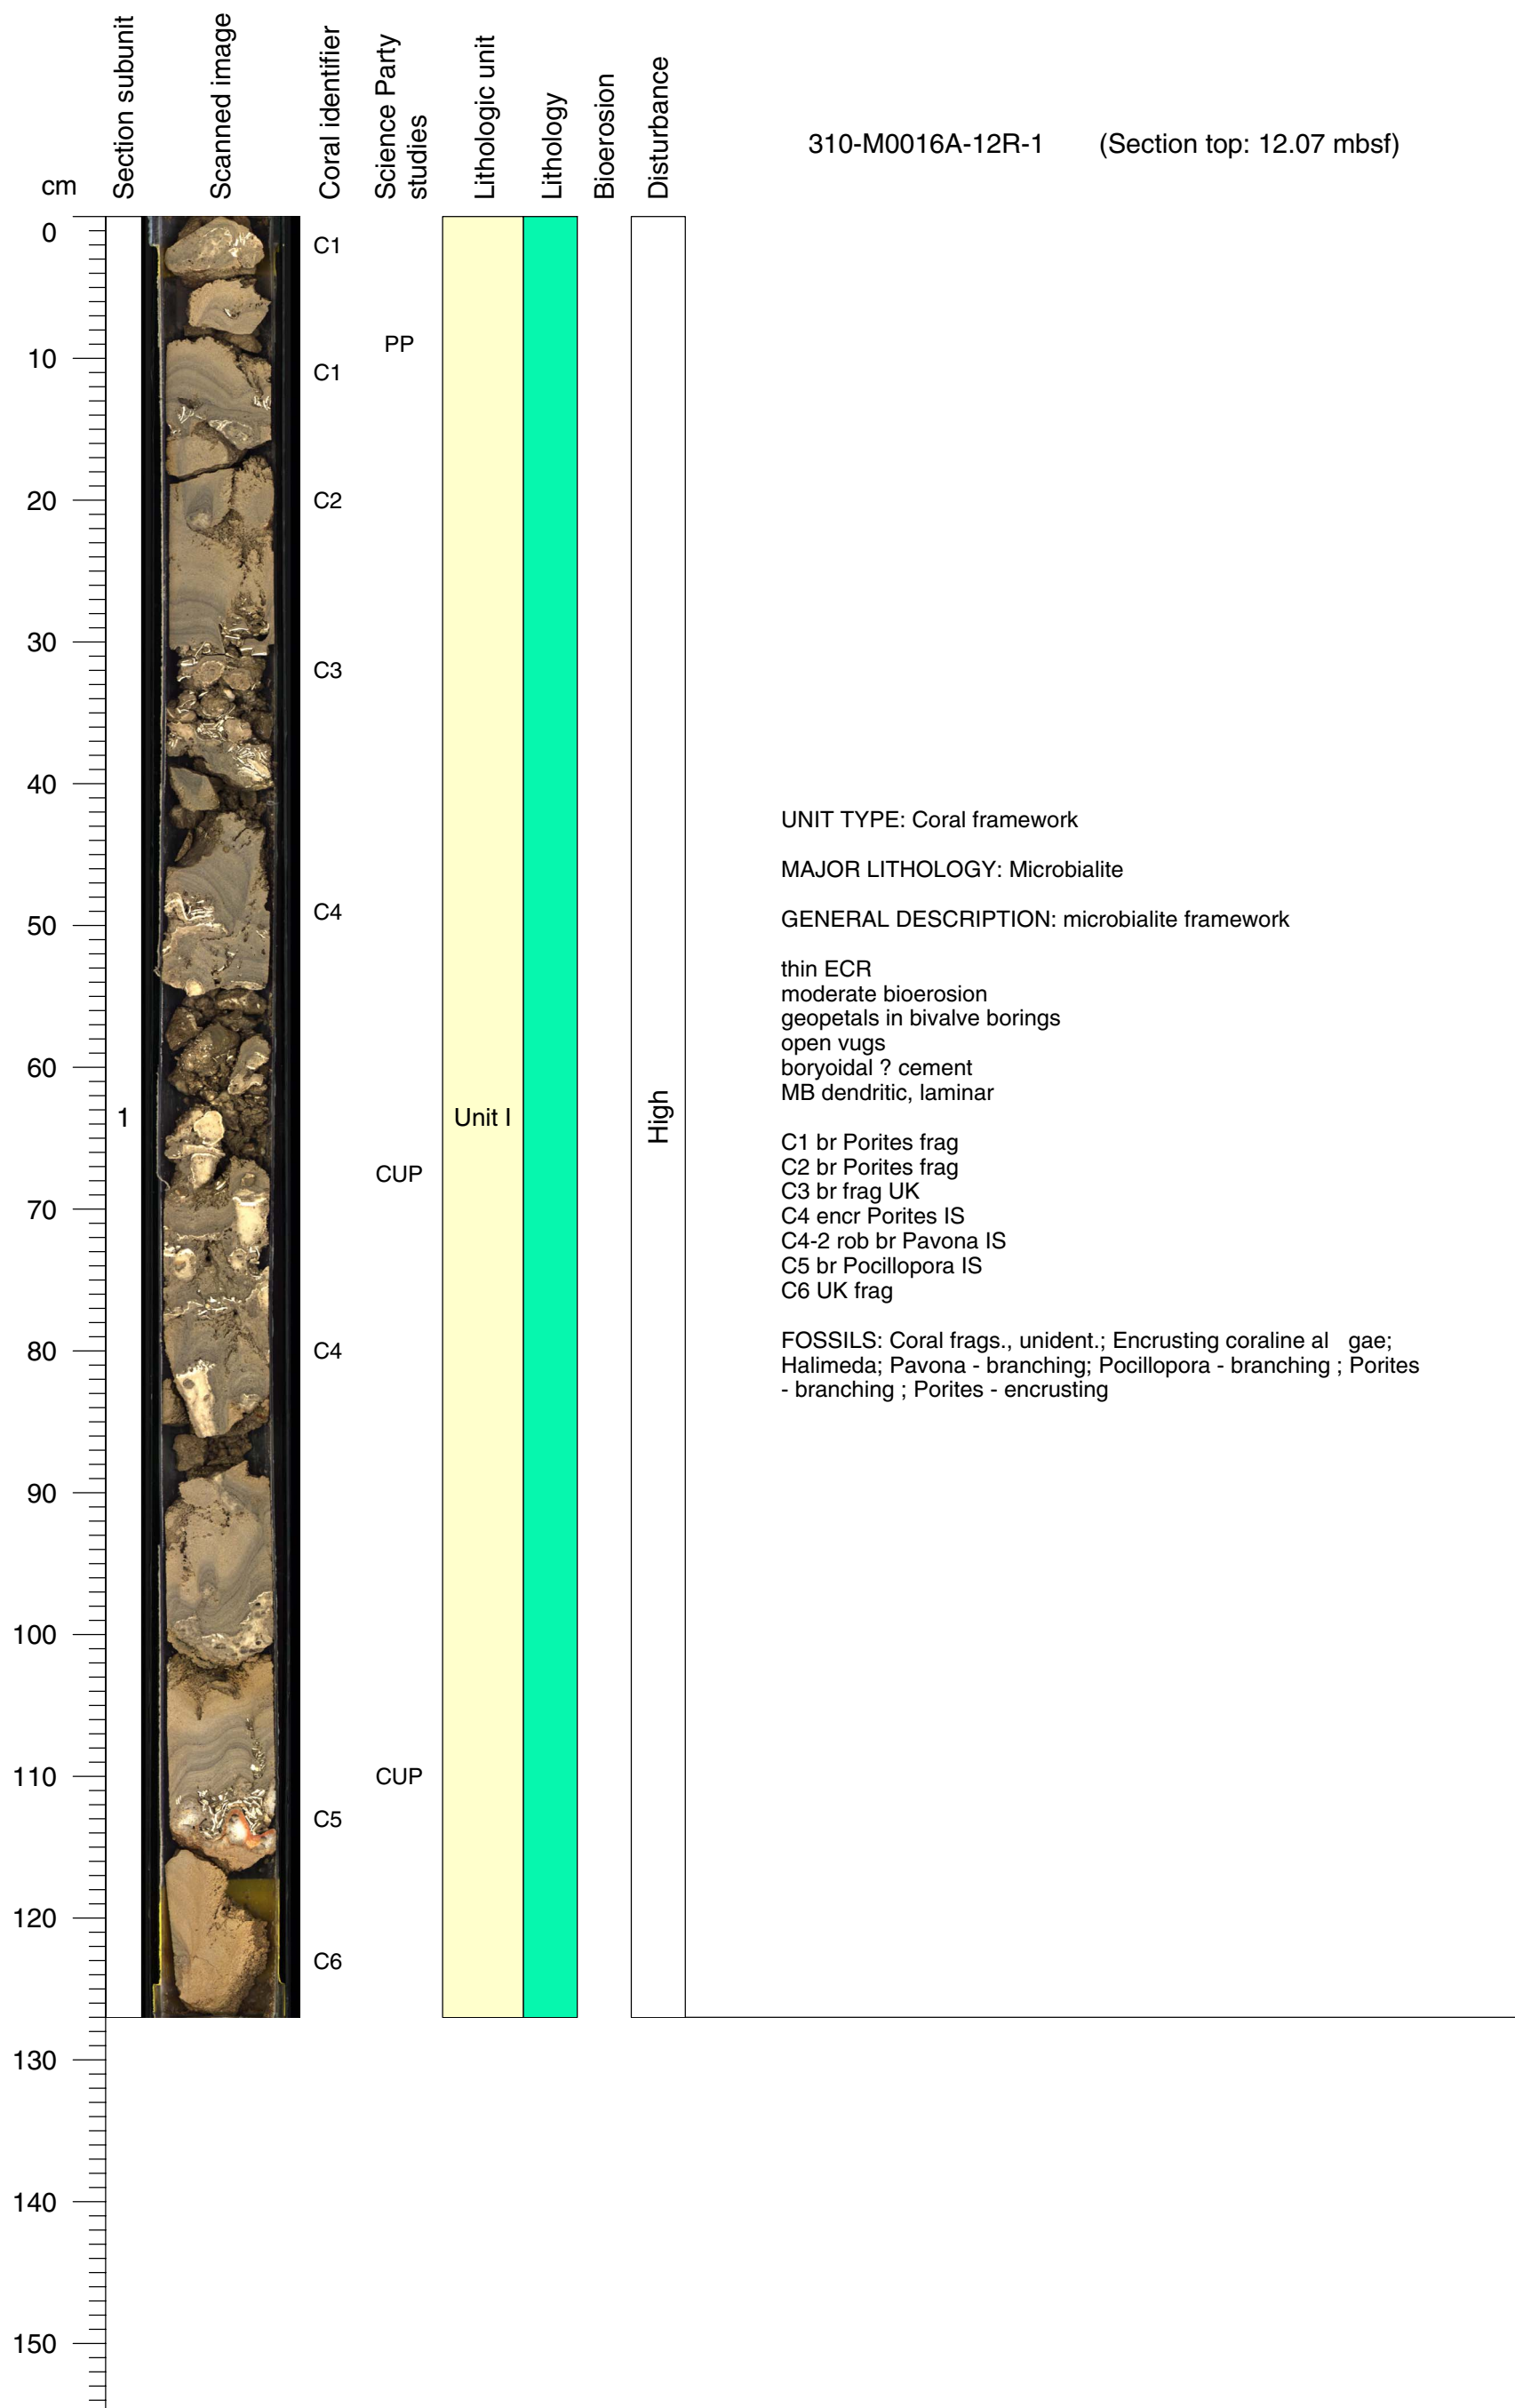 cm
Section subunit
Scanned image
Coral identifier
Science Party
studies
Lithologic unit
Lithology
Bioerosion
Disturbance
310-M0016A-12R-1 (Section top: 12.07 mbsf)
0
C1
PP
10
C1
20
C2
30
C3
40
UNIT TYPE: Coral framework
MAJOR LITHOLOGY: Microbialite
50
C4
GENERAL DESCRIPTION: microbialite framework
thin ECR
moderate bioerosion
geopetals in bivalve borings
open vugs
boryoidal ? cement
MB dendritic, laminar
60
1
Unit I
High
C1 br Porites frag
C2 br Porites frag
C3 br frag UK
C4 encr Porites IS
C4-2 rob br Pavona IS
C5 br Pocillopora IS
C6 UK frag
CUP
70
80
C4
FOSSILS: Coral frags., unident.; Encrusting coraline al gae;
Halimeda; Pavona - branching; Pocillopora - branching ; Porites
- branching ; Porites - encrusting
90
100
110
CUP
C5
120
C6
130
140
150